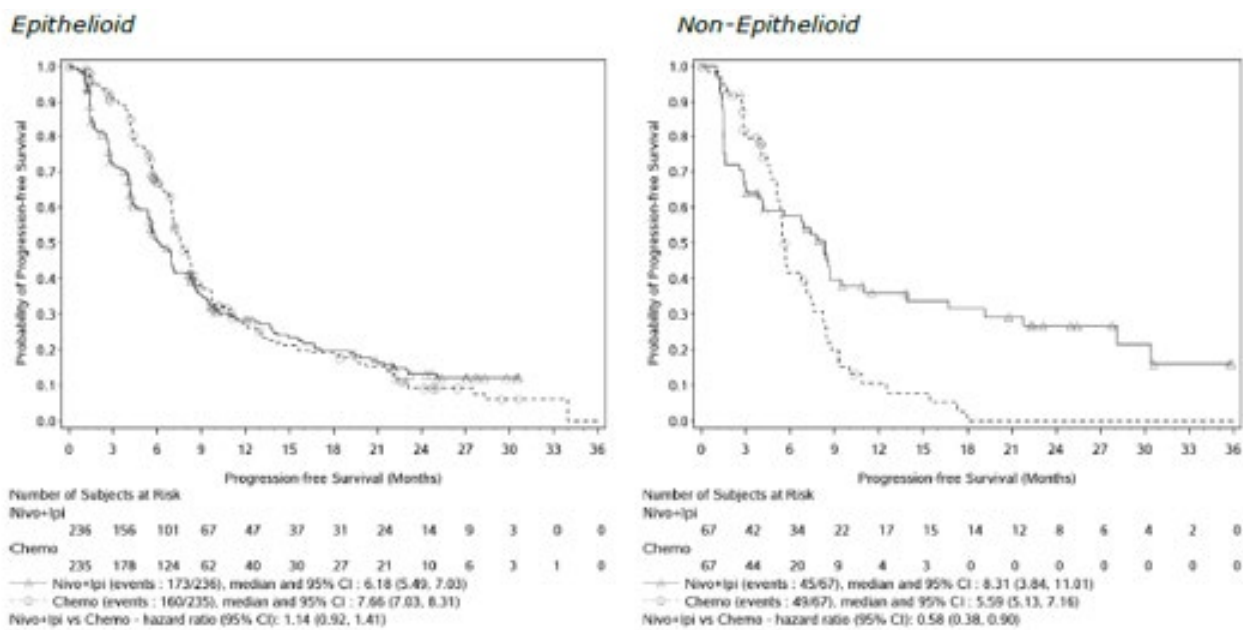 Epithelioid
Probability of Progression-free Survival
1.0
0.9
0.8
0.7
0.6
0.5
0.4
0.3
0.2
0.1
0.0
0 3 6 9 12 15 18 21 24 27 30 33 36
Progression-free Survival (Months)
Number of Subjects at Risk
Nivo+Ipi
236 156 101 67 47 37 31 24 14 9 3 0 0
Chemo
235 178 124 62 40 30 27 21 10 6 3 1 0
Nivo+Ipi (events : 173/236), median and 95% CI : 6.18 (5.49, 7.03)
Chemo (events : 160/235), median and 95% CI : 7.66 (7.03, 8.31)
Nivo+Ipi vs Chemo - hazard ratio (95% CI): 1.14 (0.92, 1.41)
Non-Epithelioid
Probability of Progression-free Survival
1.0
0.9
0.8
0.7
0.6
0.5
0.4
0.3
0.2
0.1
0.0
0 3 6 9 12 15 18 21 24 27 30 33 36
Progression-free Survival (Months)
Number of Subjects at Risk
Nivo+Ipi
67 42 34 22 17 15 14 12 8 6 4 2 0
Chemo
67 44 20 9 4 3 0 0 0 0 0 0 0
Nivo+Ipi (events : 45/67), median and 95% CI : 8.31 (3.84, 11.01)
Chemo (events : 49/67), median and 95% CI : 5.59 (5.13, 7.16)
Nivo+Ipi vs Chemo - hazard ratio (95% CI): 0.58 (0.38, 0.90)